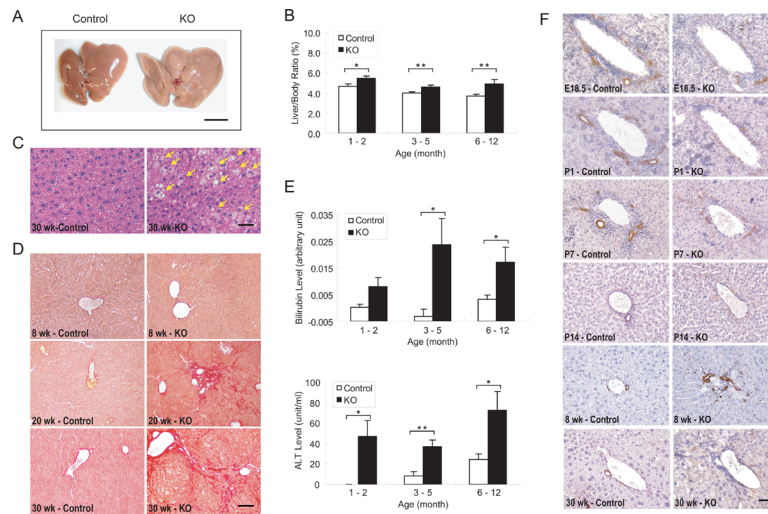 A
Control
KO
B
Control
KO
Liver/Body Ratio (%)
10.0
8.0
6.0
4.0
2.0
0.0
*
**
**
1 - 2
3 - 5
6 - 12
Age (month)
C
30 wk-Control
30 wk-KO
D
8 wk - Control
8 wk - KO
20 wk - Control
20 wk - KO
30 wk - Control
30 wk - KO
E
Control
KO
Bilirubin Level (arbitrary unit)
0.035
0.025
0.015
0.005
-0.005
*
*
1 - 2
3 - 5
6 - 12
Age (month)
Control
KO
ALT Level (unit/ml)
100
80
60
40
20
0
*
**
*
1 - 2
3 - 5
6 - 12
Age (month)
F
E18.5 - Control
E18.5 - KO
P1 - Control
P1 - KO
P7 - Control
P7 - KO
P14 - Control
P14 - KO
8 wk - Control
8 wk - KO
30 wk - Control
30 wk - KO